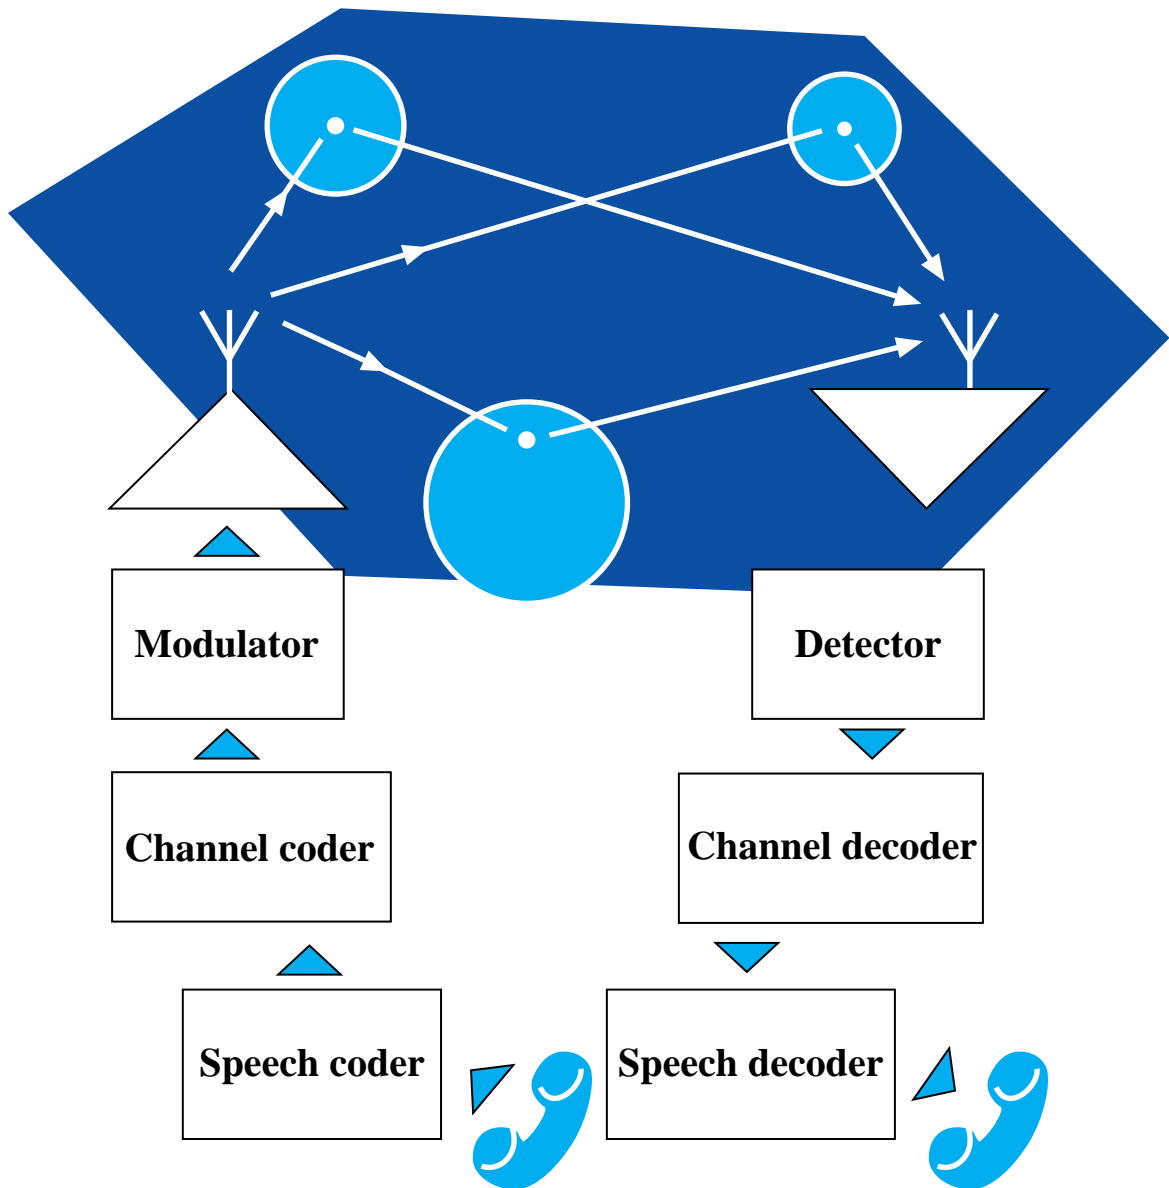 Modulator
Detector
Channel coder
Channel decoder
Speech coder
Speech decoder